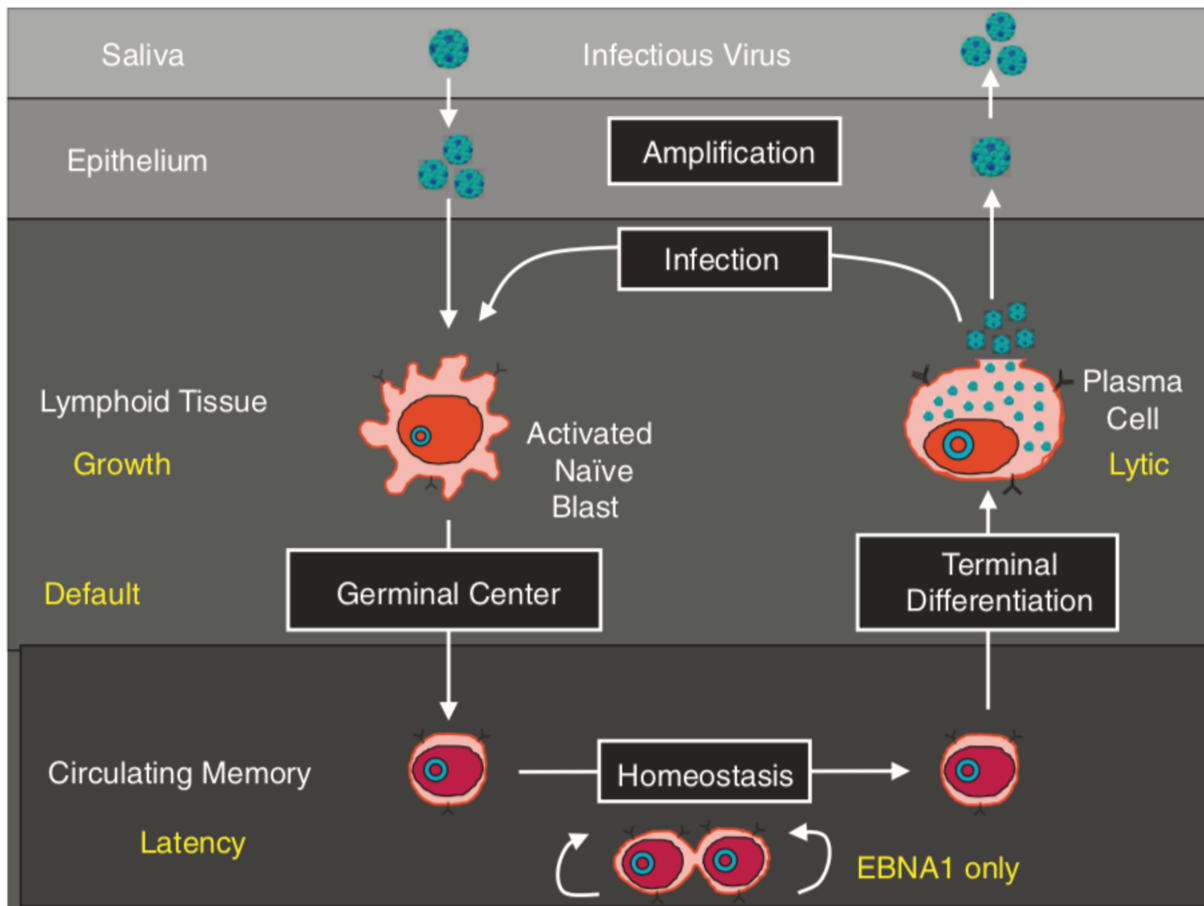 Saliva
Infectious Virus
Epithelium
Amplification
Infection
Lymphoid Tissue
Growth
Activated
Naïve
Blast
Plasma
Cell
Lytic
Default
Germinal Center
Terminal
Differentiation
Circulating Memory
Homeostasis
Latency
EBNA1 only